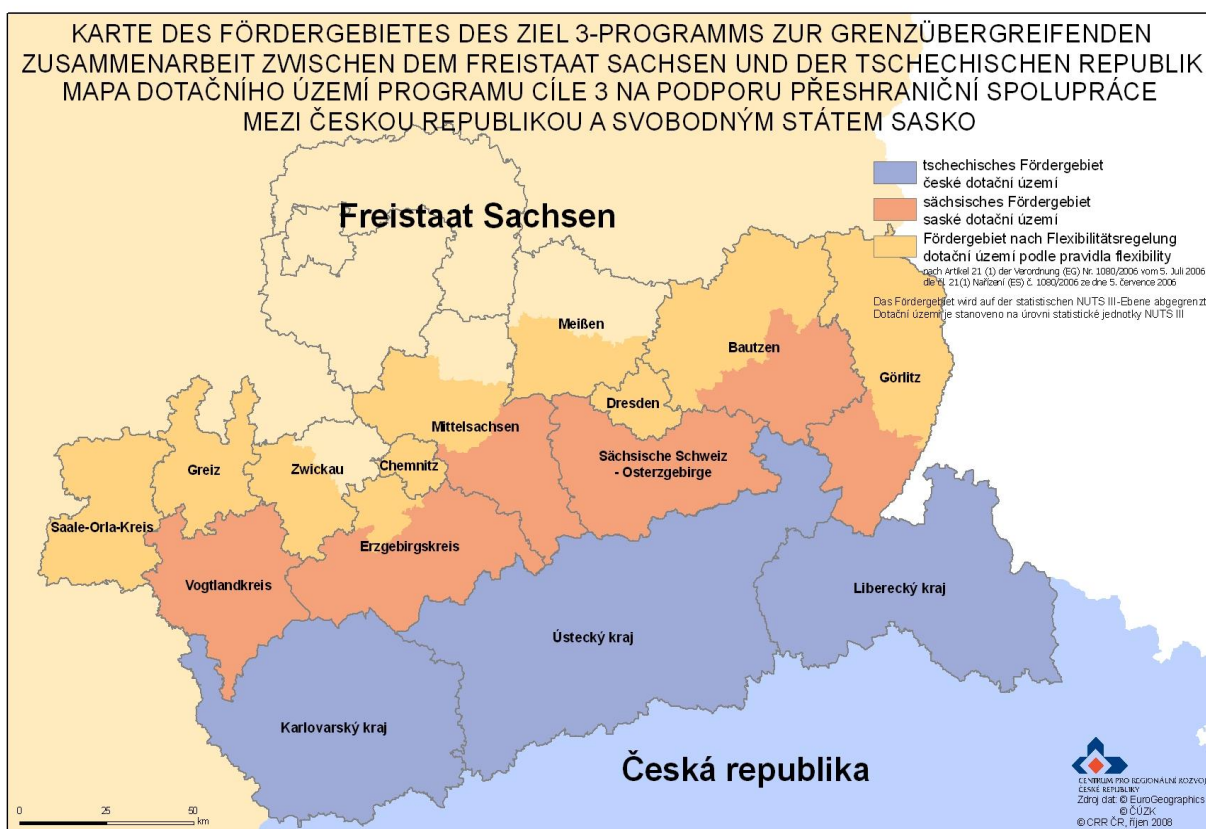 KARTE DES FÖRDERGEBIETES DES ZIEL 3-PROGRAMMS ZUR GRENZÜBERGREIFENDEN
ZUSAMMENARBEIT ZWISCHEN DEM FREISTAAT SACHSEN UND DER TSCHECHISCHEN REPUBLIK
MAPA DOTAČNÍHO ÚZEMÍ PROGRAMU CÍLE 3 NA PODPORU PŘESHRANIČNÍ SPOLUPRÁCE
MEZI ČESKOU REPUBLIKOU A SVOBODNÝM STÁTEM SASKO
tschechisches Fördergebiet
české dotační území
sächsisches Fördergebiet
saské dotační území
Fördergebiet nach Flexibilitätsregelung
dotační území podle pravidla flexibility
nach Artikel 21 (1) der Verordnung (EG) Nr. 1080/2006 vom 5. Juli 2006
dle čl. 21(1) Nařízení (ES) č. 1080/2006 ze dne 5. července 2006
Das Fördergebiet wird auf der statistischen NUTS III-Ebene abgegrenzt
Dotační území je stanoveno na úrovni statistické jednotky NUTS III
Freistaat Sachsen
Meißen
Bautzen
Görlitz
Dresden
Mittelsachsen
Sächsische Schweiz
- Osterzgebirge
Greiz
Zwickau
Chemnitz
Saale-Orla-Kreis
Erzgebirgskreis
Vogtlandkreis
Liberecký kraj
Ústecký kraj
Karlovarský kraj
Česká republika
CENTRUM PRO REGIONÁLNÍ ROZVOJ
ČESKÉ REPUBLIKY
Zdroj dat: © EuroGeographics
© ČÚZK
© CRR ČR, říjen 2008
0 25 50
km